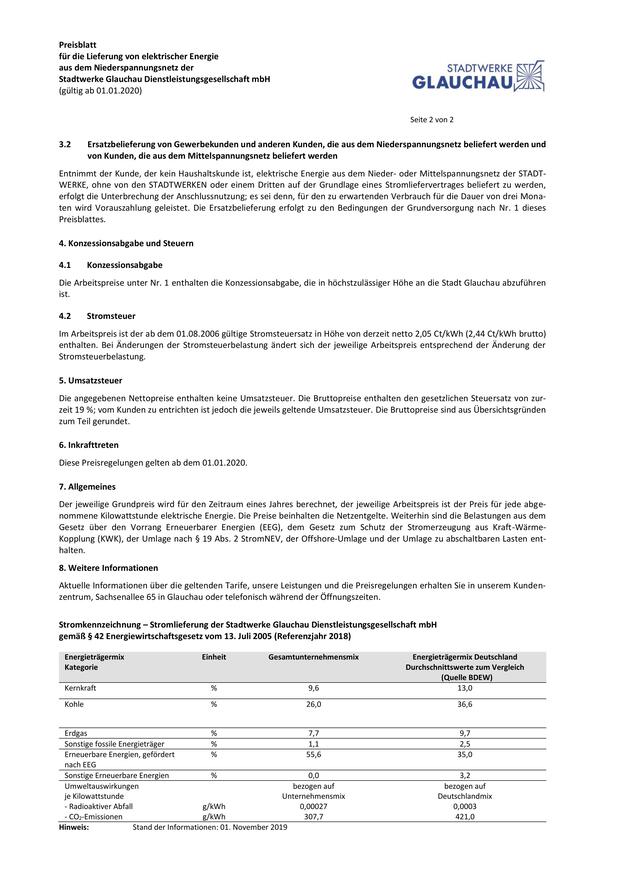 Preisblatt
für die Lieferung von elektrischer Energie
aus dem Niederspannungsnetz der
Stadtwerke Glauchau Dienstleistungsgesellschaft mbH
(gültig ab 01.01.2020)
STADTWERKE
GLAUCHAU
Seite 2 von 2
3.2 Ersatzbelieferung von Gewerbekunden und anderen Kunden, die aus dem Niederspannungsnetz beliefert werden und
von Kunden, die aus dem Mittelspannungsnetz beliefert werden
Entnimmt der Kunde, der kein Haushaltskunde ist, elektrische Energie aus dem Nieder- oder Mittelspannungsnetz der STADT-
WERKE, ohne von den STADTWERKEN oder einem Dritten auf der Grundlage eines Stromliefervertrages beliefert zu werden,
erfolgt die Unterbrechung der Anschlussnutzung; es sei denn, für den zu erwartenden Verbrauch für die Dauer von drei Mona-
ten wird Vorauszahlung geleistet. Die Ersatzbelieferung erfolgt zu den Bedingungen der Grundversorgung nach Nr. 1 dieses
Preisblattes.
4. Konzessionsabgabe und Steuern
4.1 Konzessionsabgabe
Die Arbeitspreise unter Nr. 1 enthalten die Konzessionsabgabe, die in höchstzulässiger Höhe an die Stadt Glauchau abzuführen
ist.
4.2 Stromsteuer
Im Arbeitspreis ist der ab dem 01.08.2006 gültige Stromsteuersatz in Höhe von derzeit netto 2,05 Ct/kWh (2,44 Ct/kWh brutto)
enthalten. Bei Änderungen der Stromsteuerbelastung ändert sich der jeweilige Arbeitspreis entsprechend der Änderung der
Stromsteuerbelastung.
5. Umsatzsteuer
Die angegebenen Nettopreise enthalten keine Umsatzsteuer. Die Bruttopreise enthalten den gesetzlichen Steuersatz von zur-
zeit 19 %; vom Kunden zu entrichten ist jedoch die jeweils geltende Umsatzsteuer. Die Bruttopreise sind aus Übersichtsgründen
zum Teil gerundet.
6. Inkrafttreten
Diese Preisregelungen gelten ab dem 01.01.2020.
7. Allgemeines
Der jeweilige Grundpreis wird für den Zeitraum eines Jahres berechnet, der jeweilige Arbeitspreis ist der Preis für jede abge-
nommene Kilowattstunde elektrische Energie. Die Preise beinhalten die Netzentgelte. Weiterhin sind die Belastungen aus dem
Gesetz über den Vorrang Erneuerbarer Energien (EEG), dem Gesetz zum Schutz der Stromerzeugung aus Kraft-Wärme-
Kopplung (KWK), der Umlage nach § 19 Abs. 2 StromNEV, der Offshore-Umlage und der Umlage zu abschaltbaren Lasten ent-
halten.
8. Weitere Informationen
Aktuelle Informationen über die geltenden Tarife, unsere Leistungen und die Preisregelungen erhalten Sie in unserem Kunden-
zentrum, Sachsenallee 65 in Glauchau oder telefonisch während der Öffnungszeiten.
Stromkennzeichnung – Stromlieferung der Stadtwerke Glauchau Dienstleistungsgesellschaft mbH
gemäß § 42 Energiewirtschaftsgesetz vom 13. Juli 2005 (Referenzjahr 2018)
Energieträgermix Einheit Gesamtunternehmensmix Energieträgermix Deutschland
Kategorie Durchschnittswerte zum Vergleich
(Quelle BDEW)
Kernkraft % 9,6 13,0
Kohle % 26,0 36,6
Erdgas % 7,7 9,7
Sonstige fossile Energieträger % 1,1 2,5
Erneuerbare Energien, gefördert % 55,6 35,0
nach EEG
Sonstige Erneuerbare Energien % 0,0 3,2
Umweltauswirkungen bezogen auf bezogen auf
je Kilowattstunde Unternehmensmix Deutschlandmix
- Radioaktiver Abfall g/kWh 0,00027 0,0003
- CO₂-Emissionen g/kWh 307,7 421,0
Hinweis: Stand der Informationen: 01. November 2019